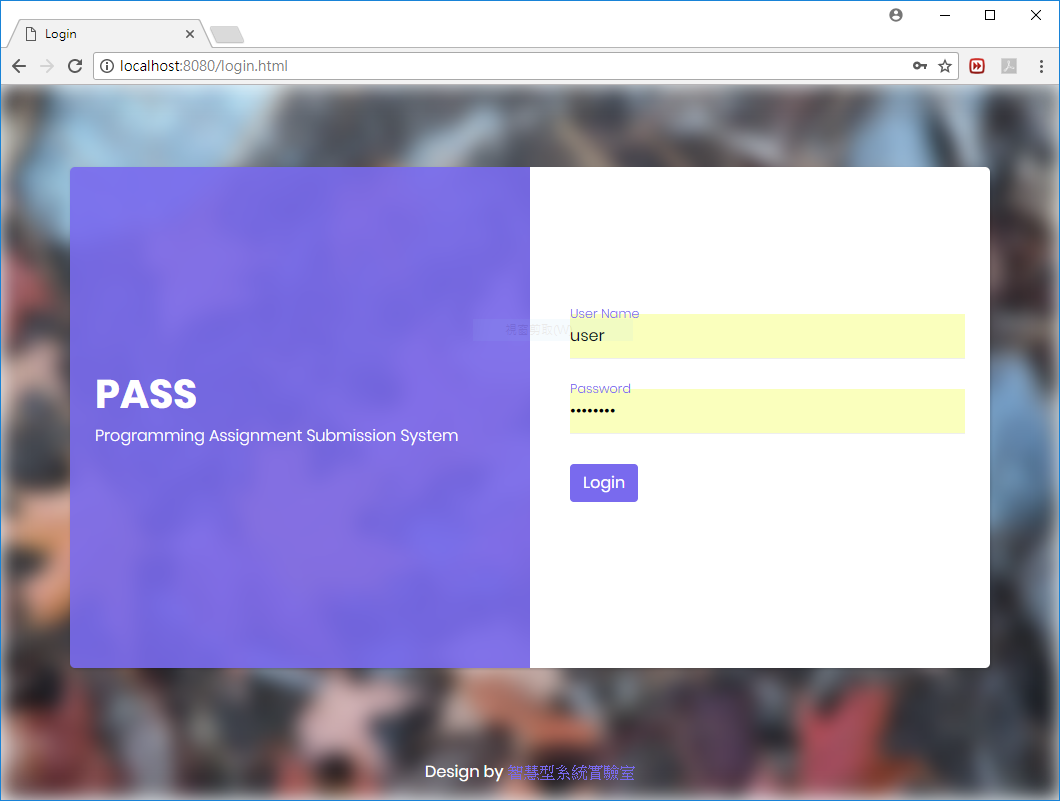 Login
localhost:8080/login.html
User Name
user
PASS
Programming Assignment Submission System
Password
••••••••
Login
Design by 智慧型系統實驗室